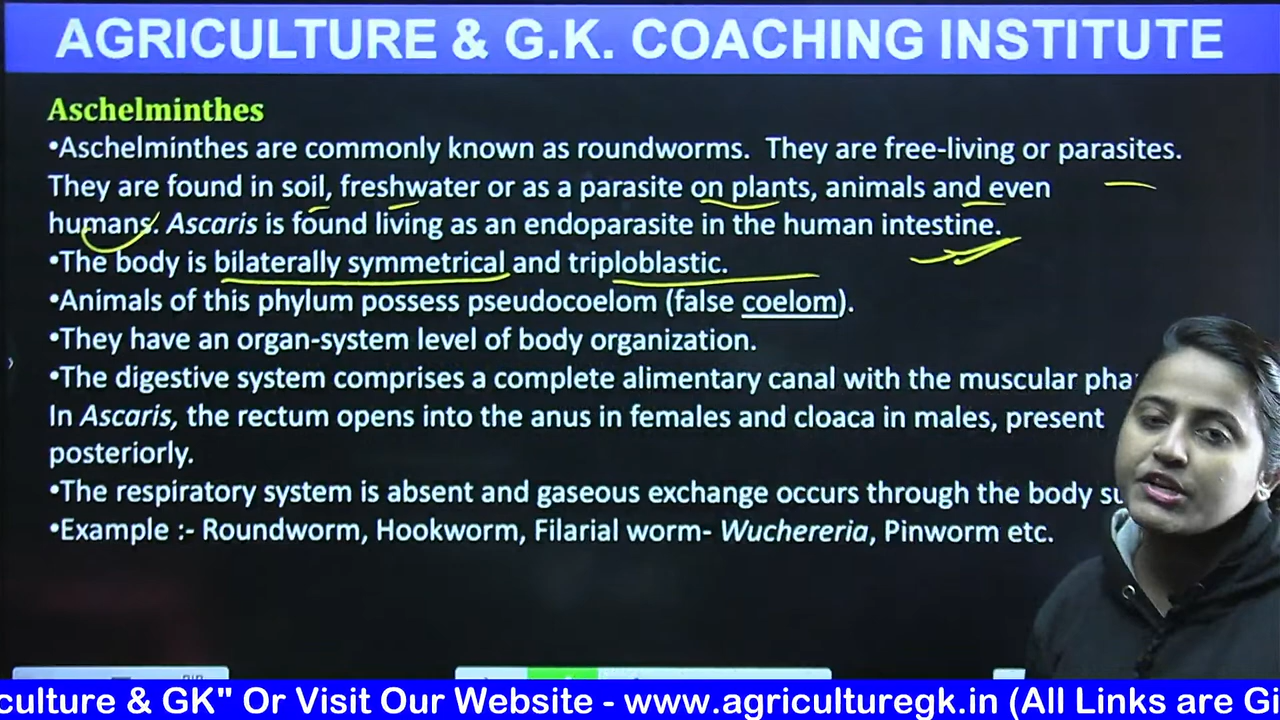 AGRICULTURE & G.K. COACHING INSTITUTE
Aschelminthes
•Aschelminthes are commonly known as roundworms. They are free-living or parasites.
They are found in soil, freshwater or as a parasite on plants, animals and even
humans. Ascaris is found living as an endoparasite in the human intestine.
•The body is bilaterally symmetrical and triploblastic.
•Animals of this phylum possess pseudocoelom (false coelom).
•They have an organ-system level of body organization.
•The digestive system comprises a complete alimentary canal with the muscular
In Ascaris, the rectum opens into the anus in females and cloaca in males, present
posteriorly.
•The respiratory system is absent and gaseous exchange occurs through the body
•Example :- Roundworm, Hookworm, Filarial worm- Wuchereria, Pinworm etc.
culture & GK" Or Visit Our Website - www.agriculturegk.in (All Links are Gi